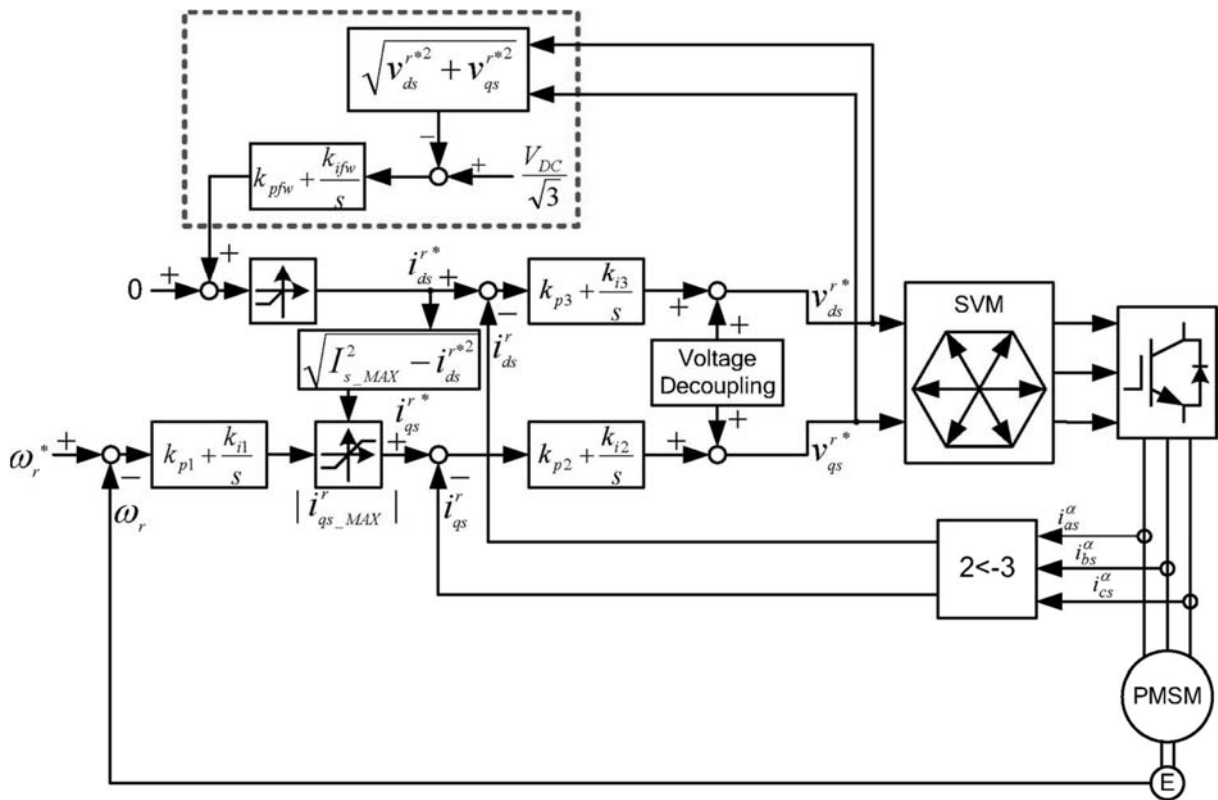 √(v_ds^r*2 + v_qs^r*2)
−
k_pfw + k_ifw/s
+ V_DC/√3
+
0 +
i_ds^r* +
−
k_p3 + k_i3/s
+
v_ds^r*
SVM
i_ds^r
+
√(I_s_MAX^2 − i_ds^r*2)
Voltage
Decoupling
i_qs^r*
+
ω_r* +
−
k_p1 + k_i1/s
+
−
k_p2 + k_i2/s
+
v_qs^r*
ω_r
| i_qs_MAX^r |
i_qs^r
2<-3
i_as^α
i_bs^α
i_cs^α
PMSM
E